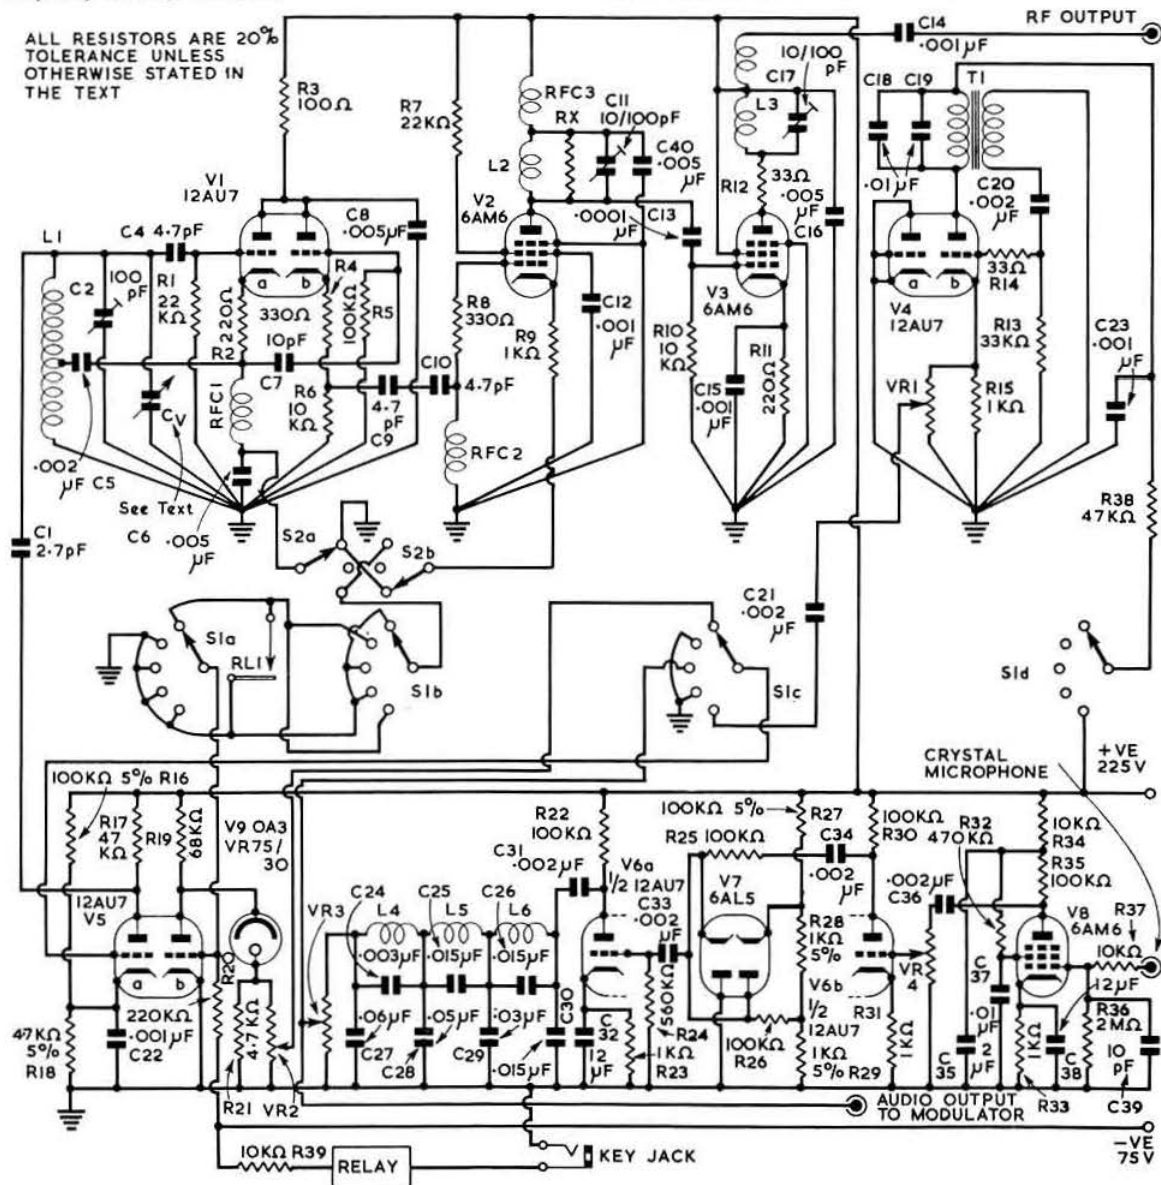 ALL RESISTORS ARE 20%
TOLERANCE UNLESS
OTHERWISE STATED IN
THE TEXT
R3
100Ω
R7
22KΩ
RFC3
RX
C11
10/100pF
L2
C40
.005
µF
10/100
pF
C17
L3
C14
.001µF
RF OUTPUT
C18
C19
T1
.01µF
C20
.002
µF
V1
12AU7
C8
.005µF
V2
6AM6
.0001
µF
C13
R12
33Ω
.005
µF
C16
L1
C4 4.7pF
C2
100
pF
R1
22
KΩ
220Ω
R2
a
b
330Ω
R4
100KΩ
R5
10pF
C7
RFC1
R6
10
KΩ
4.7
pF
C9
C10
4.7pF
R8
330Ω
R9
1KΩ
RFC2
C12
.001
µF
V3
6AM6
R10
10
KΩ
C15
.001
µF
R11
220Ω
V4
12AU7
a
b
33Ω
R14
R13
33KΩ
VR1
R15
1KΩ
C23
.001
µF
R38
47KΩ
CV
.002
µF C5
See Text
C6
.005
µF
C1
2.7pF
S2a
S2b
C21
.002
µF
S1a
RL1
S1b
S1c
S1d
+VE
225V
CRYSTAL
MICROPHONE
100KΩ 5% R16
R17
47
KΩ
R19
68KΩ
V9 OA3
VR75/
30
12AU7
V5
a
b
220KΩ
R20
.001µF
C22
47KΩ
5%
R18
4.7KΩ
R21
VR2
VR3
C24
L4
.003µF
C25
L5
.015µF
C26
L6
.015µF
.06µF
C27
.05µF
C28
.03µF
C29
.015µF
C30
C31
.002µF
R22
100KΩ
V6a
1/2 12AU7
C33
.002
µF
C
32
12
µF
1KΩ
R23
560KΩ
R24
R25
100KΩ
V7
6AL5
100KΩ
R26
100KΩ 5%
R27
C34
.002
µF
R28
1KΩ
5%
V6b
1/2
12AU7
1KΩ
5%
R29
100KΩ
R30
R31
1KΩ
VR
4
R32
470KΩ
.002µF
C36
10KΩ
R34
R35
100KΩ
V8
6AM6
R37
10KΩ
C
37
.01
µF
C
35
2
µF
1KΩ
R33
12µF
C
38
R36
2MΩ
10
pF
C39
AUDIO OUTPUT
TO MODULATOR
-VE
75V
10KΩ R39
RELAY
KEY JACK